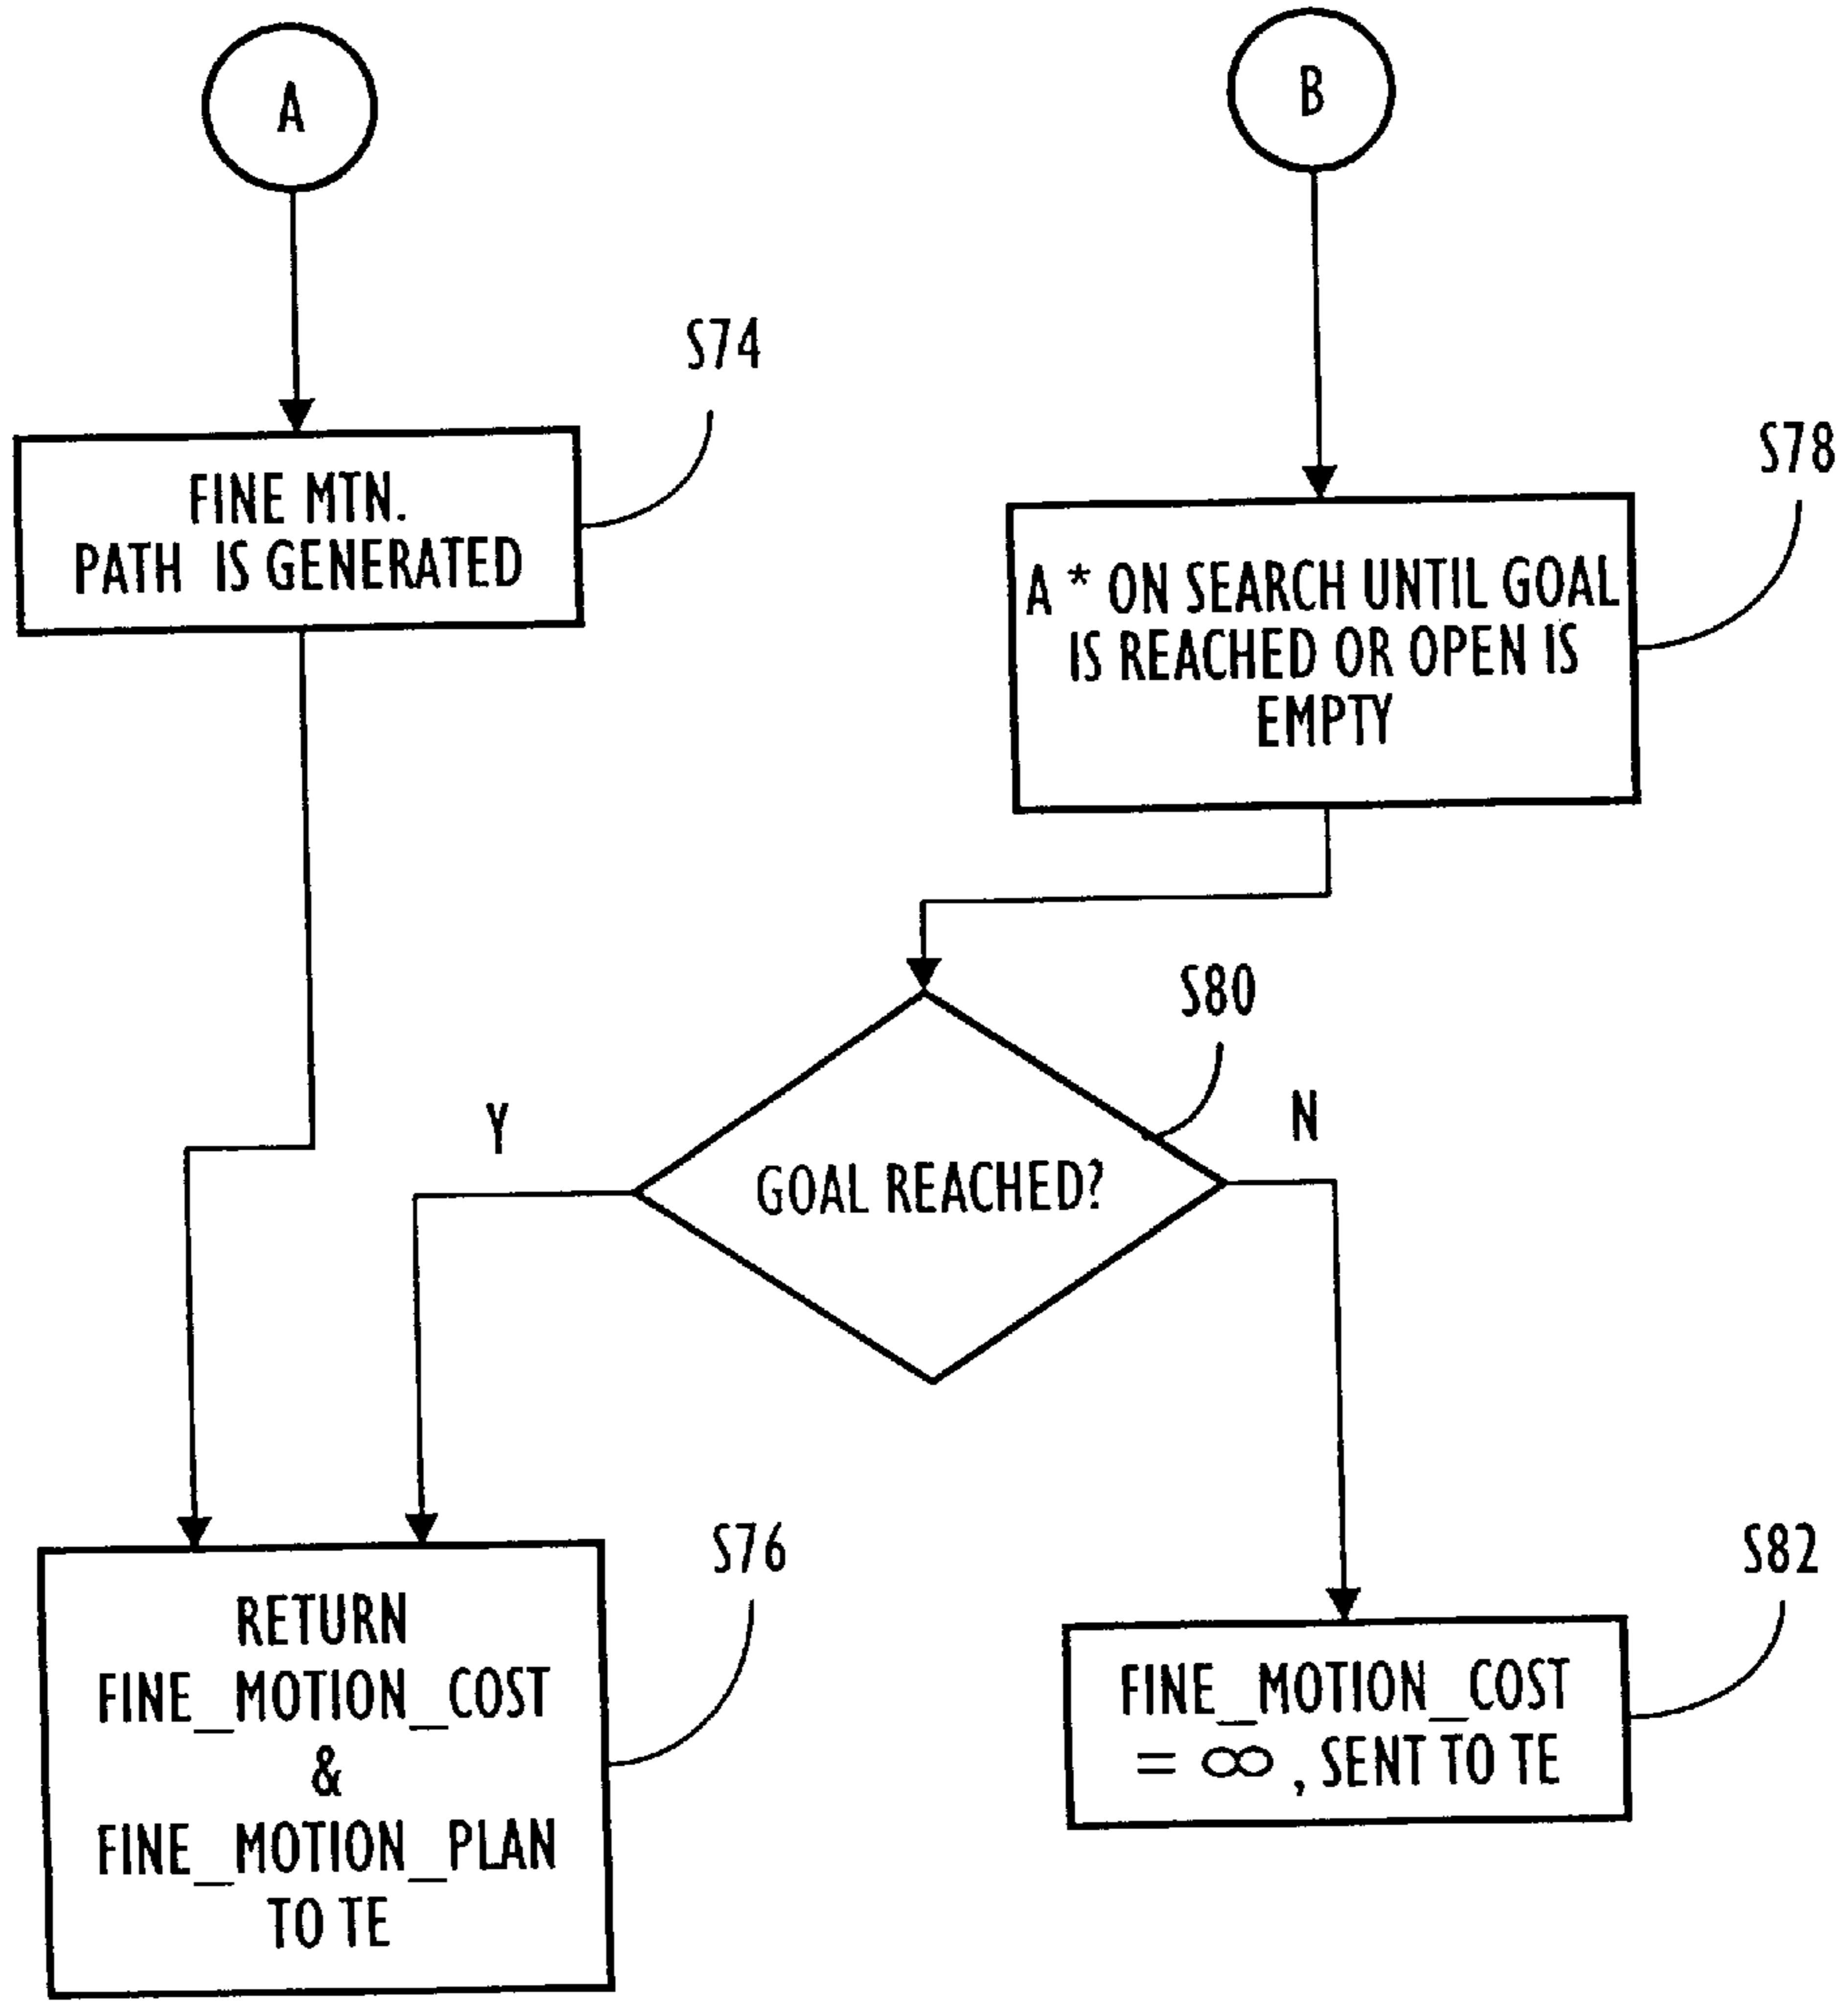 A
B
S74
FINE MTN.
PATH IS GENERATED
S78
A * ON SEARCH UNTIL GOAL
IS REACHED OR OPEN IS
EMPTY
S80
Y
N
GOAL REACHED?
S76
RETURN
FINE_MOTION_COST
&
FINE_MOTION_PLAN
TO TE
S82
FINE_MOTION_COST
= ∞, SENT TO TE